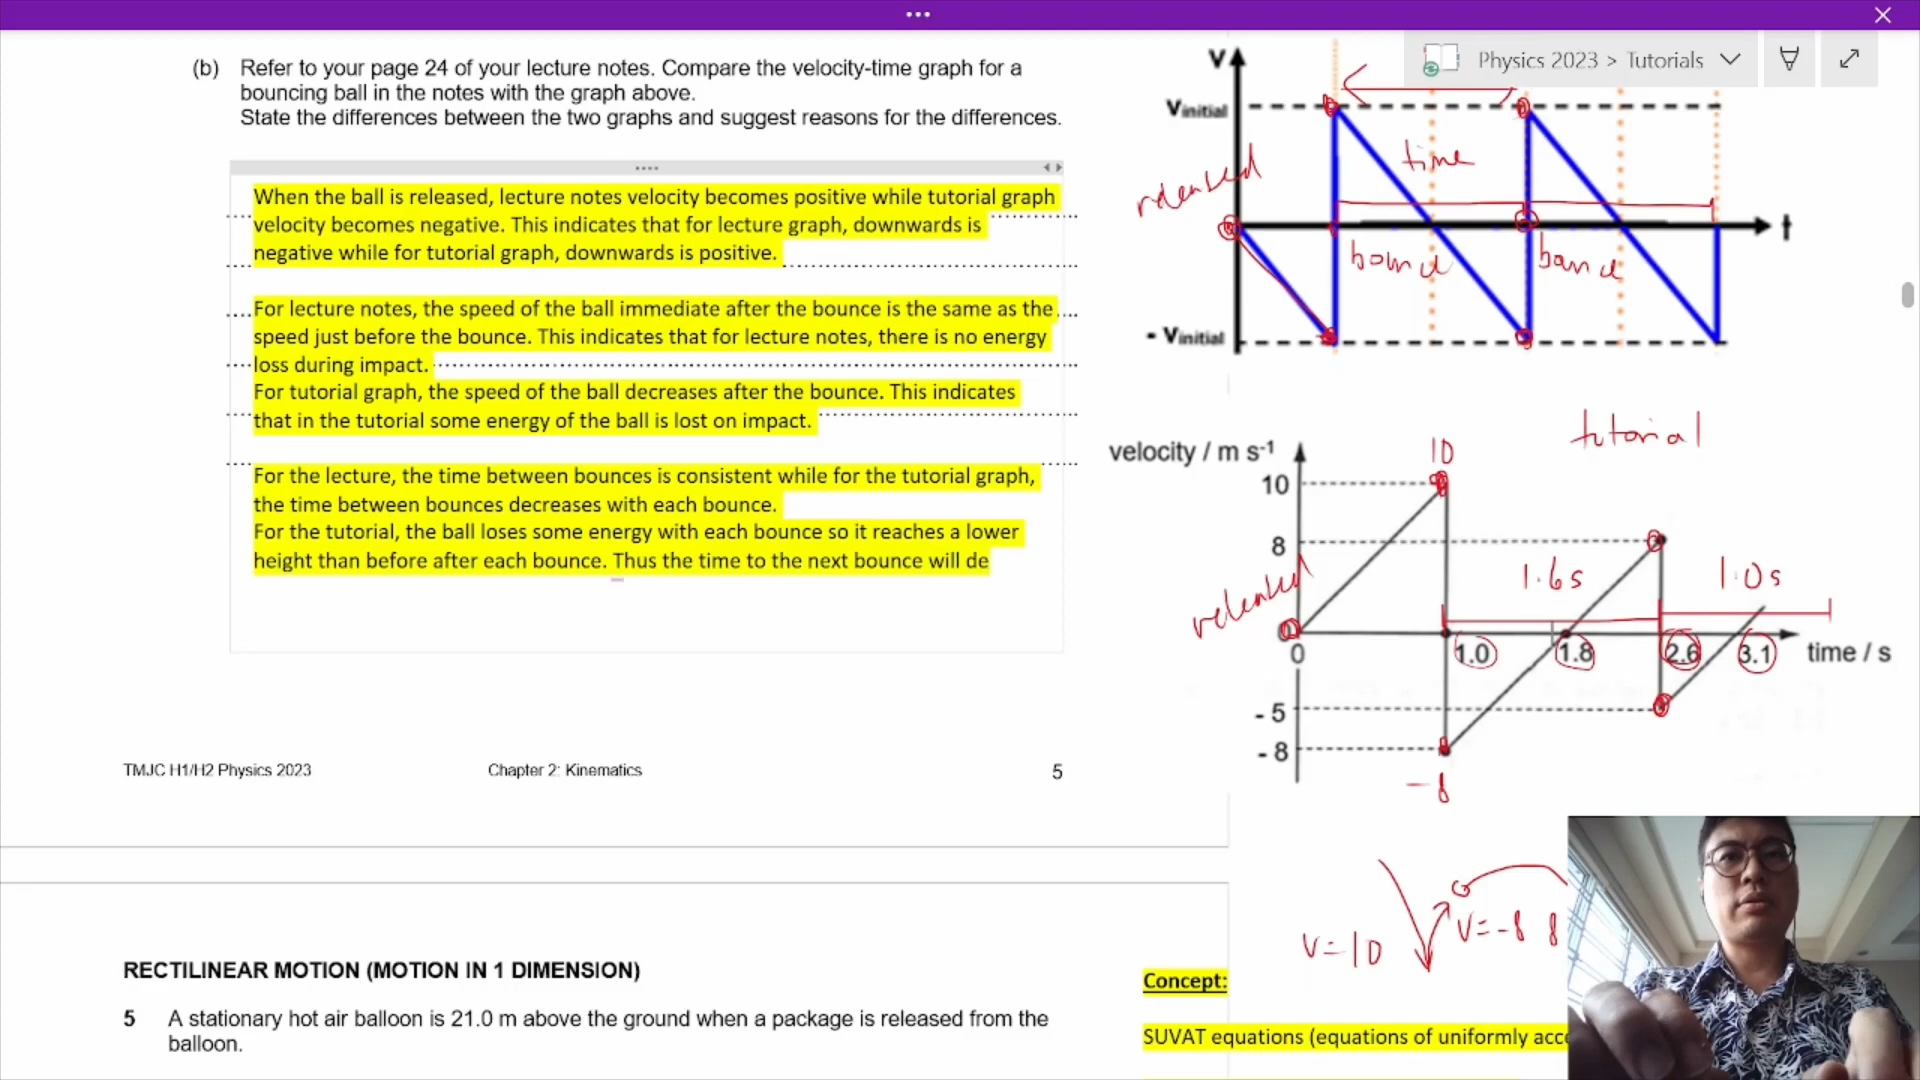 Physics 2023 > Tutorials
(b) Refer to your page 24 of your lecture notes. Compare the velocity-time graph for a
bouncing ball in the notes with the graph above.
State the differences between the two graphs and suggest reasons for the differences.
When the ball is released, lecture notes velocity becomes positive while tutorial graph
velocity becomes negative. This indicates that for lecture graph, downwards is
negative while for tutorial graph, downwards is positive.
For lecture notes, the speed of the ball immediate after the bounce is the same as the
speed just before the bounce. This indicates that for lecture notes, there is no energy
loss during impact.
For tutorial graph, the speed of the ball decreases after the bounce. This indicates
that in the tutorial some energy of the ball is lost on impact.
For the lecture, the time between bounces is consistent while for the tutorial graph,
the time between bounces decreases with each bounce.
For the tutorial, the ball loses some energy with each bounce so it reaches a lower
height than before after each bounce. Thus the time to the next bounce will de
TMJC H1/H2 Physics 2023 Chapter 2: Kinematics 5
RECTILINEAR MOTION (MOTION IN 1 DIMENSION)
5 A stationary hot air balloon is 21.0 m above the ground when a package is released from the
balloon.
V
Vinitial
time
released
t
bounce bounce
- Vinitial
tutorial
velocity / m s-1
10
10
8
1.6s 1.0s
released
0
0 1.0 1.8 2.6 3.1 time / s
- 5
- 8
-8
V=10 V=-8 8
Concept:
SUVAT equations (equations of uniformly acce